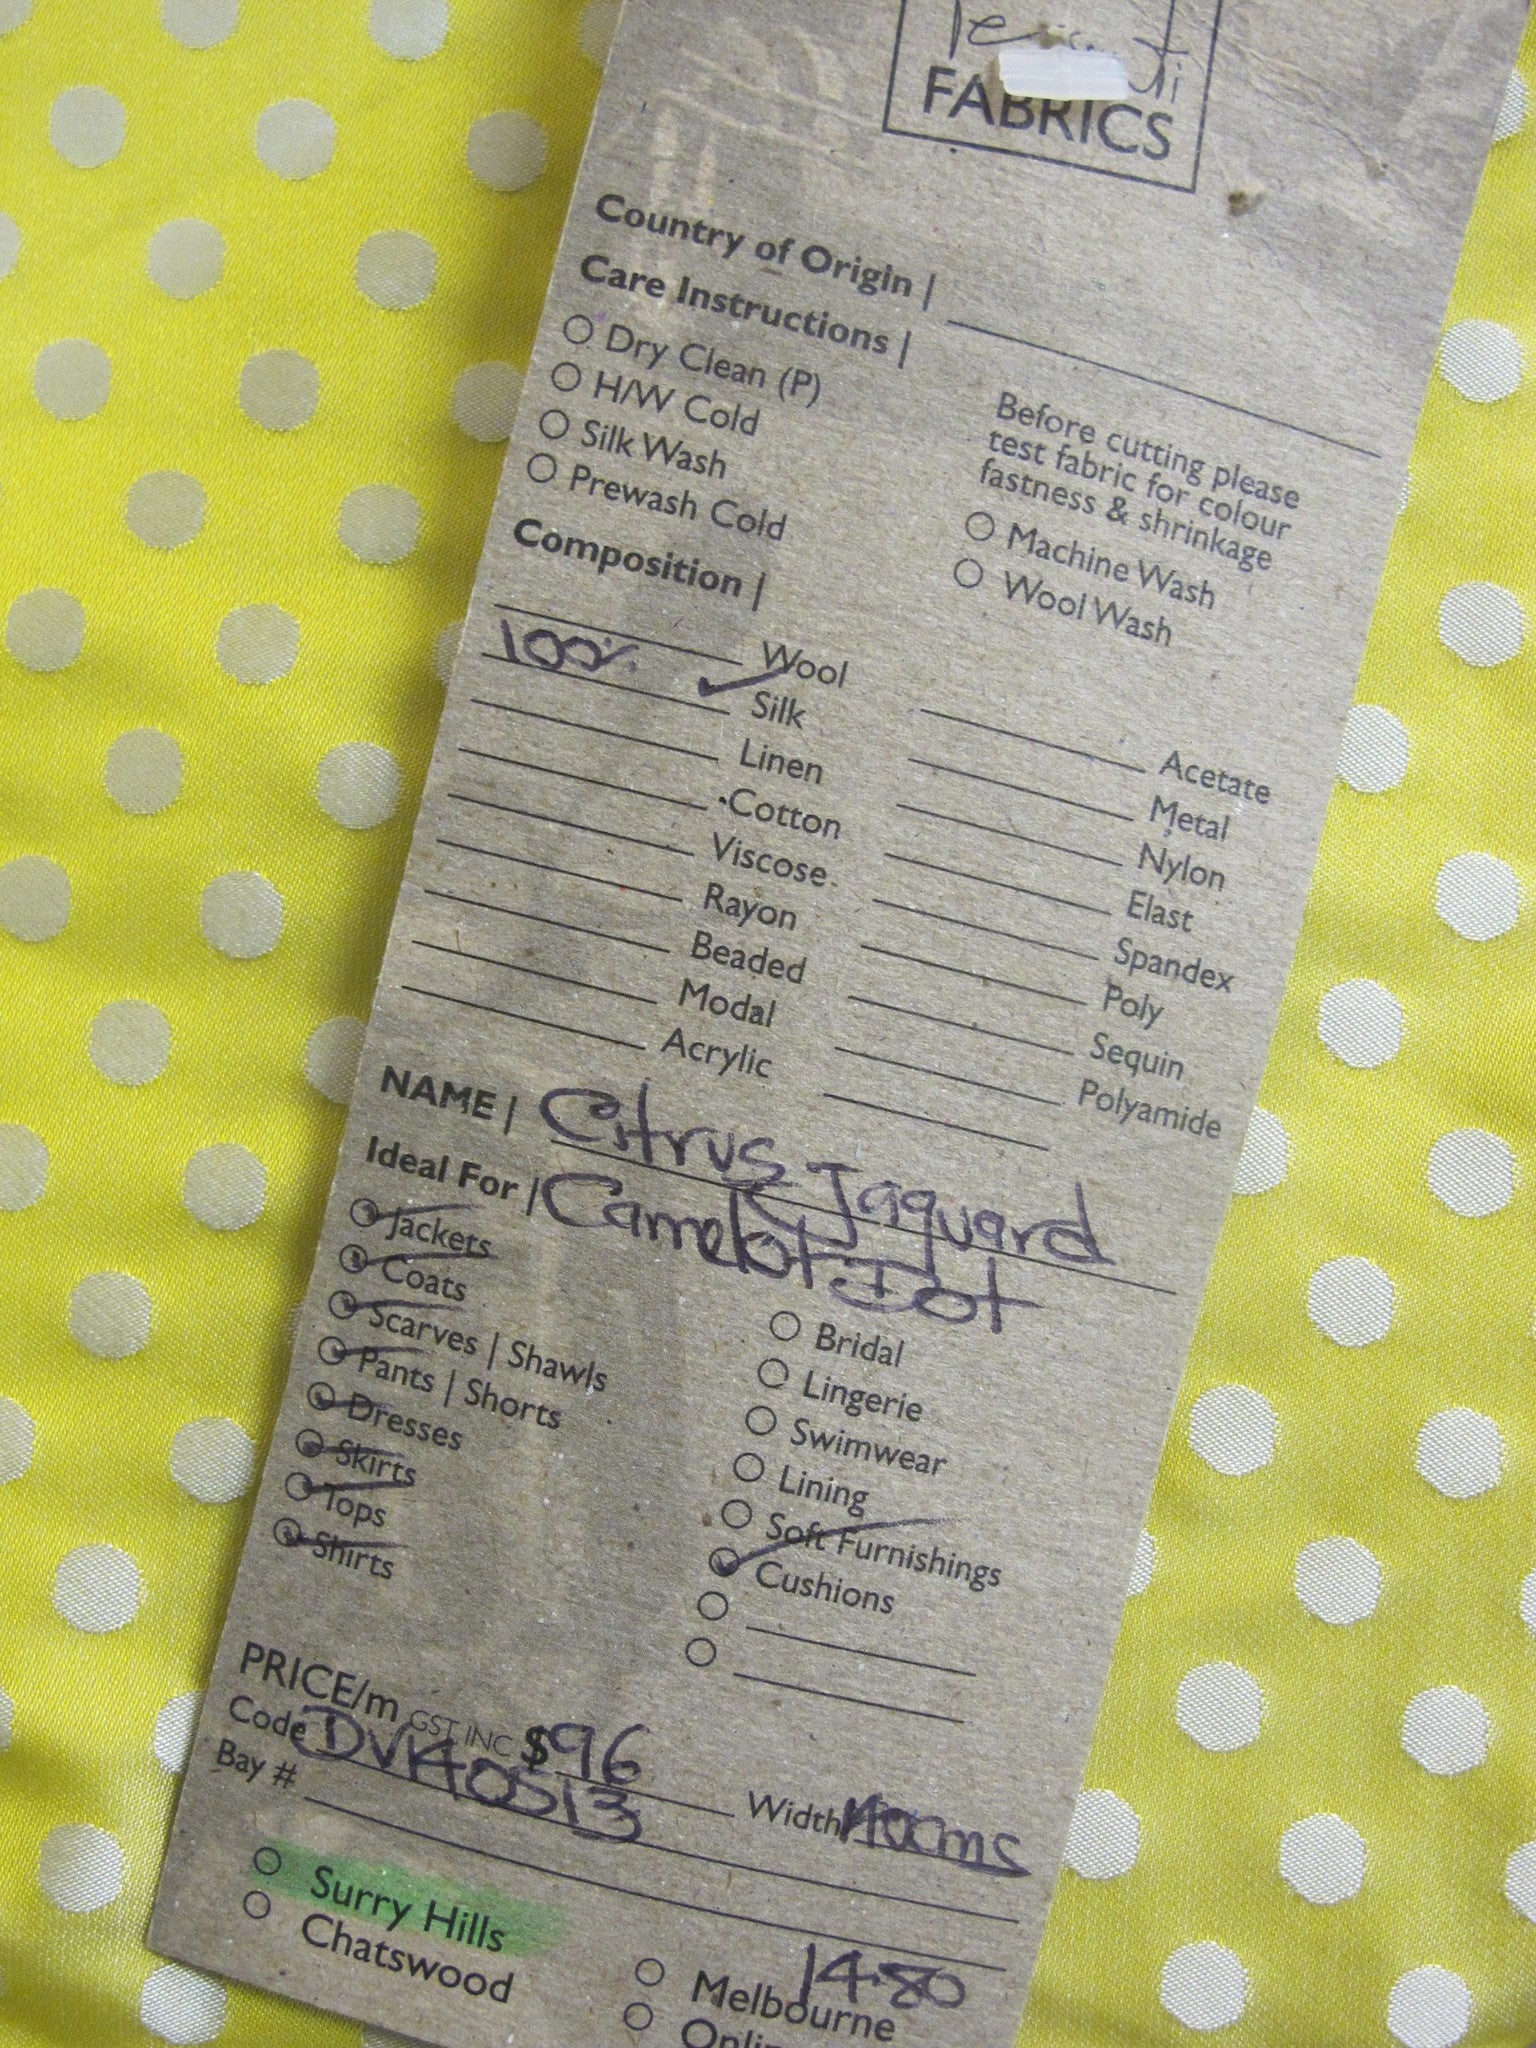 FABRICS
Country of Origin |
Care Instructions |
Dry Clean (P)
H/W Cold
Silk Wash
Prewash Cold
Before cutting please
test fabric for colour
fastness & shrinkage
Machine Wash
Wool Wash
Composition |
Wool
100% Silk
Linen
Cotton
Viscose
Rayon
Beaded
Modal
Acrylic
Acetate
Metal
Nylon
Elast
Spandex
Poly
Sequin
Polyamide
NAME | Citrus Jaquard
Ideal For | Camelot Dot
Jackets
Coats
Scarves | Shawls
Pants | Shorts
Dresses
Skirts
Tops
Shirts
Bridal
Lingerie
Swimwear
Lining
Soft Furnishings
Cushions
PRICE/m GST INC $96 Width
Code
Bay #
Surry Hills
Chatswood
14.80
Melbourne